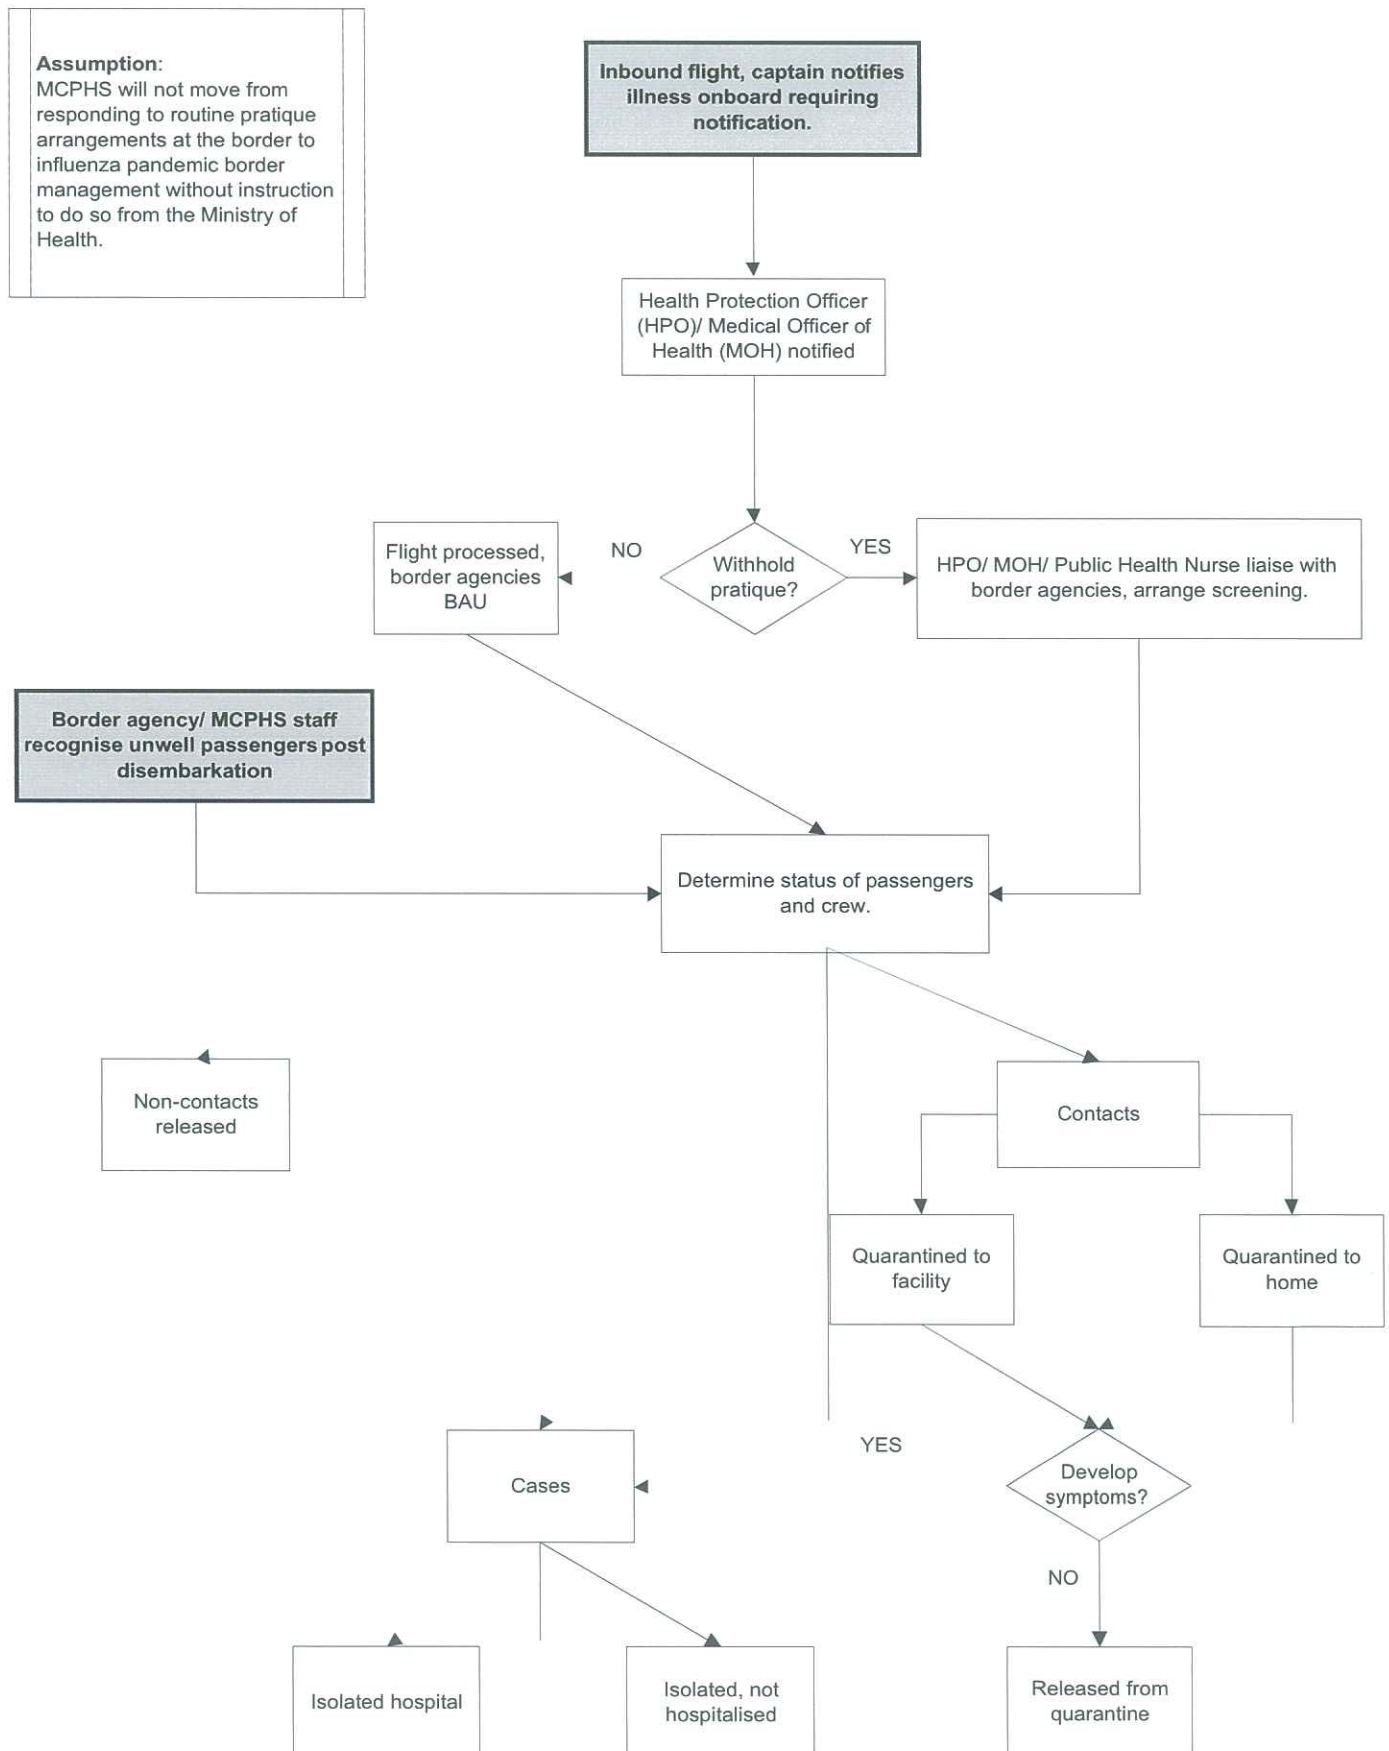 Assumption:
MCPHS will not move from
responding to routine pratique
arrangements at the border to
influenza pandemic border
management without instruction
to do so from the Ministry of
Health.
Inbound flight, captain notifies
illness onboard requiring
notification.
Health Protection Officer
(HPO)/ Medical Officer of
Health (MOH) notified
Flight processed,
border agencies
BAU
NO
Withhold
pratique?
YES
HPO/ MOH/ Public Health Nurse liaise with
border agencies, arrange screening.
Border agency/ MCPHS staff
recognise unwell passengers post
disembarkation
Determine status of passengers
and crew.
Non-contacts
released
Contacts
Quarantined to
facility
Quarantined to
home
Cases
YES
Develop
symptoms?
NO
Isolated hospital
Isolated, not
hospitalised
Released from
quarantine